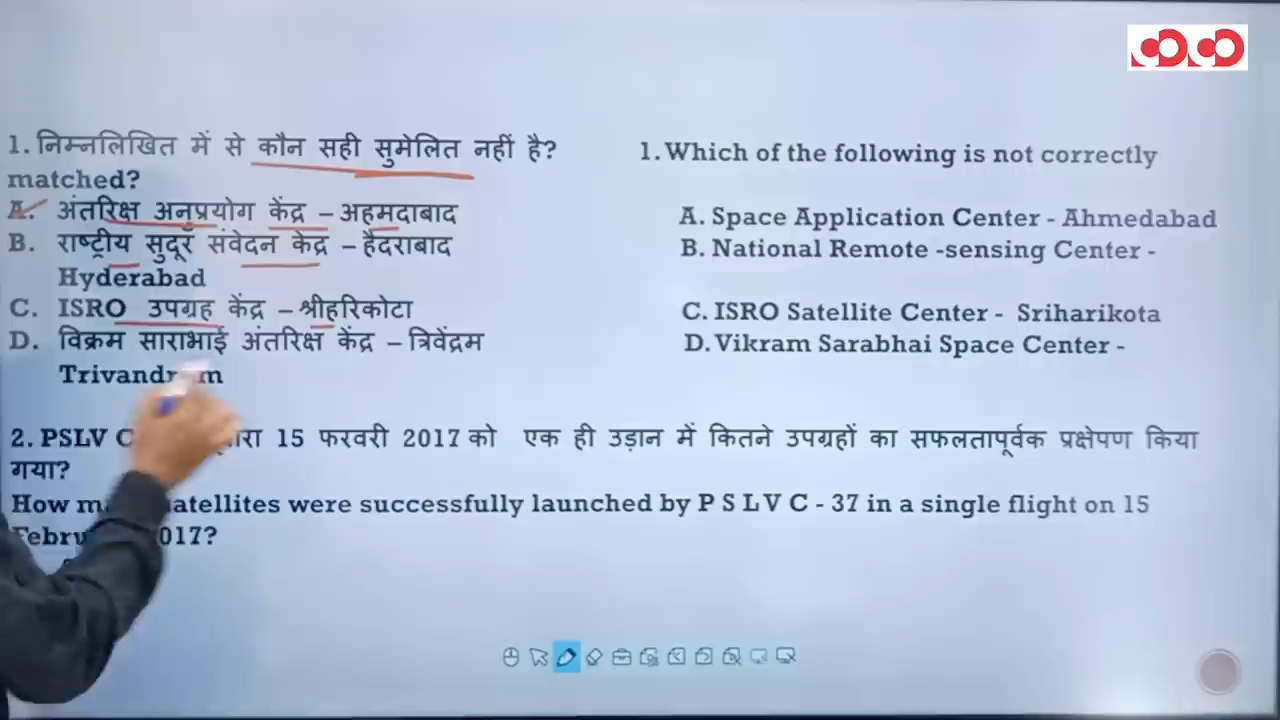 1. निम्नलिखित में से कौन सही सुमेलित नहीं है? 1. Which of the following is not correctly
matched?
A. अंतरिक्ष अनुप्रयोग केंद्र – अहमदाबाद A. Space Application Center - Ahmedabad
B. राष्ट्रीय सुदूर संवेदन केंद्र – हैदराबाद B. National Remote -sensing Center -
Hyderabad
C. ISRO उपग्रह केंद्र – श्रीहरिकोटा C. ISRO Satellite Center - Sriharikota
D. विक्रम साराभाई अंतरिक्ष केंद्र – त्रिवेंद्रम D. Vikram Sarabhai Space Center -
2. PSLV 15 फरवरी 2017 को एक ही उड़ान में कितने उपग्रहों का सफलतापूर्वक प्रक्षेपण किया
गया?
How were successfully launched by P S L V C - 37 in a single flight on 15